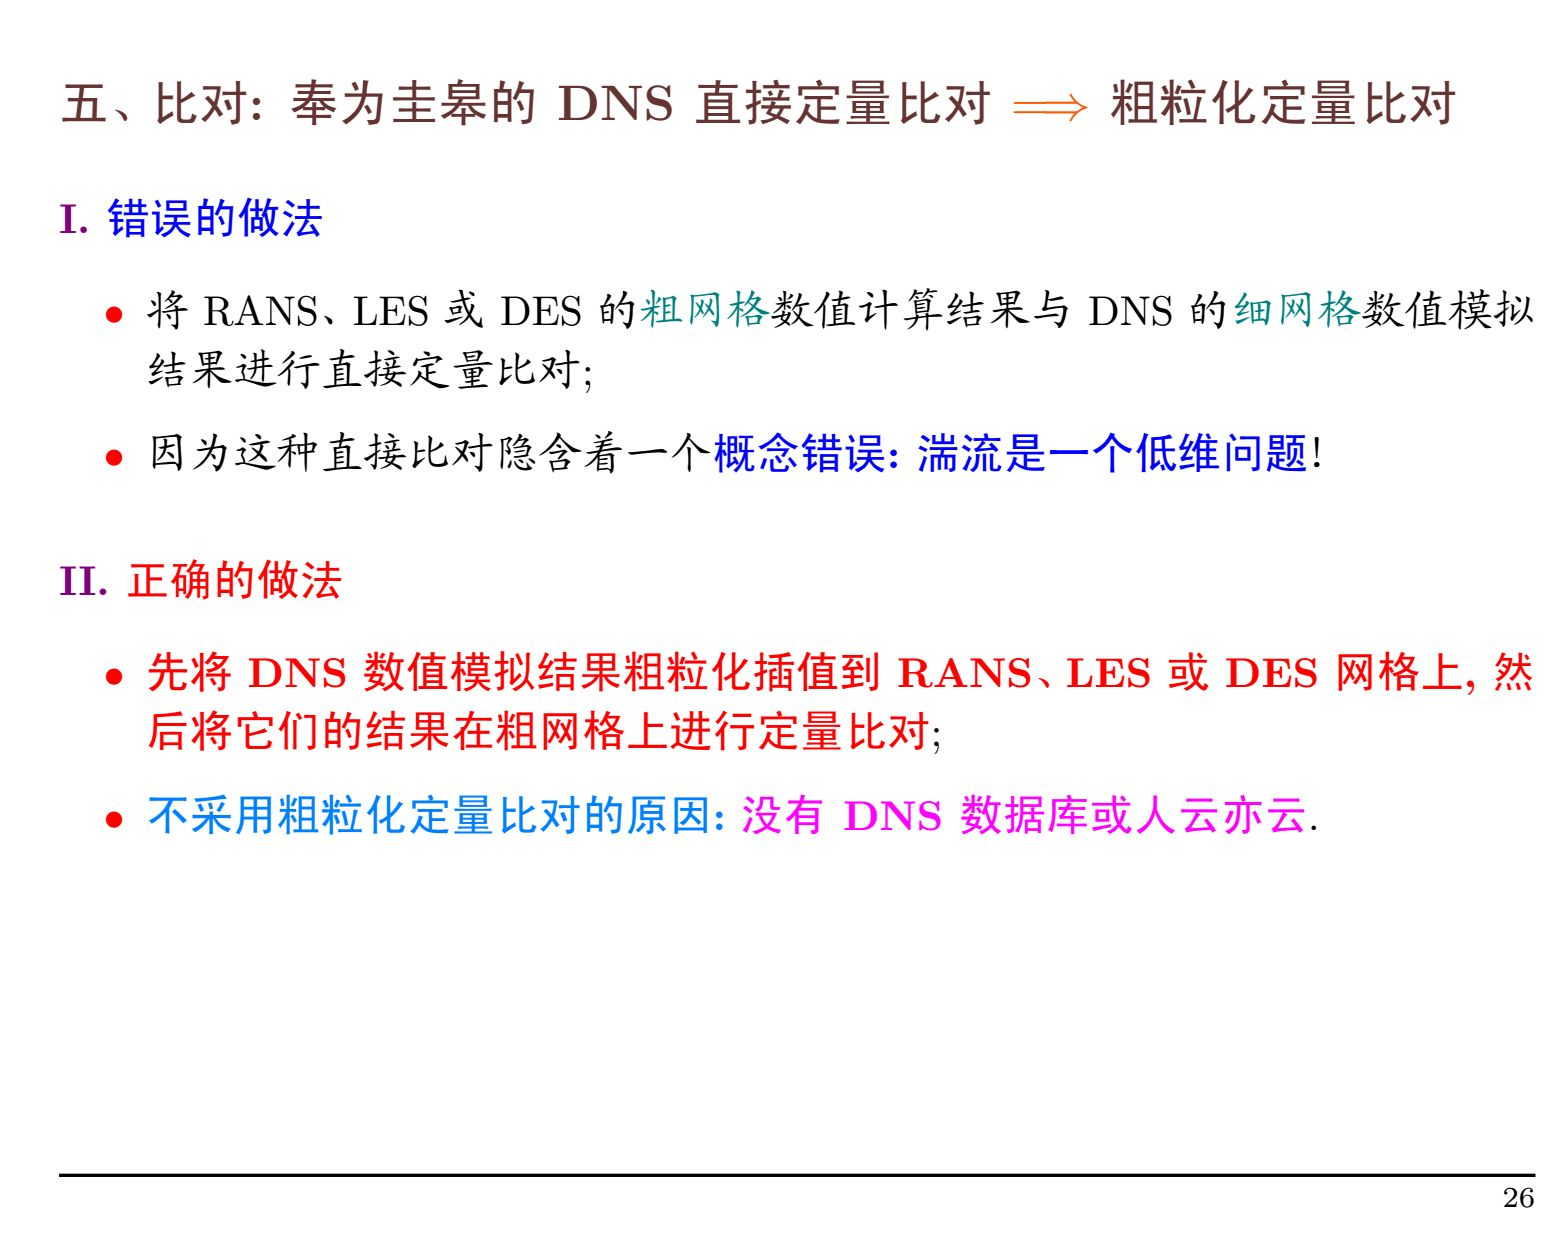 五、比对: 奉为圭皋的 DNS 直接定量比对 ⟹ 粗粒化定量比对
I. 错误的做法
• 将 RANS、LES 或 DES 的粗网格数值计算结果与 DNS 的细网格数值模拟
结果进行直接定量比对;
• 因为这种直接比对隐含着一个概念错误: 湍流是一个低维问题!
II. 正确的做法
• 先将 DNS 数值模拟结果粗粒化插值到 RANS、LES 或 DES 网格上, 然
后将它们的结果在粗网格上进行定量比对;
• 不采用粗粒化定量比对的原因: 没有 DNS 数据库或人云亦云.
26